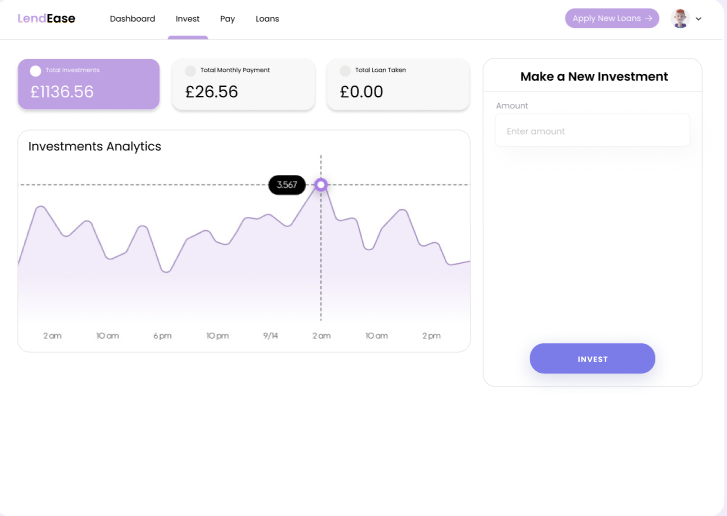 LendEase
Dashboard Invest Pay Loans
Apply New Loans →
Total Investments
£1136.56
Total Monthly Payment
£26.56
Total Loan Taken
£0.00
Investments Analytics
3.567
2 am 10 am 6 pm 10 pm 9/14 2 am 10 am 2 pm
Make a New Investment
Amount
Enter amount
INVEST